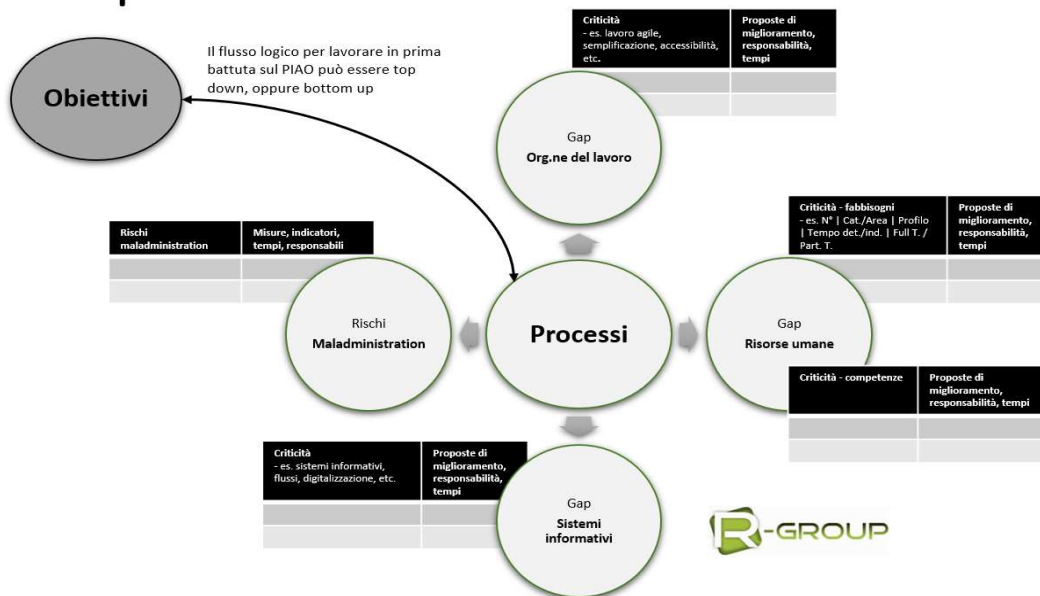 Obiettivi
Il flusso logico per lavorare in prima
battuta sul PIAO può essere top
down, oppure bottom up
Criticità
- es. lavoro agile,
semplificazione, accessibilità,
etc.
Proposte di
miglioramento,
responsabilità,
tempi
Gap
Org.ne del lavoro
Rischi
maladministration
Misure, indicatori,
tempi, responsabili
Criticità - fabbisogni
- es. N° | Cat./Area | Profilo
| Tempo det./ind. | Full T. /
Part. T.
Proposte di
miglioramento,
responsabilità,
tempi
Rischi
Maladministration
Processi
Gap
Risorse umane
Criticità - competenze
Proposte di
miglioramento,
responsabilità, tempi
Criticità
- es. sistemi informativi,
flussi, digitalizzazione, etc.
Proposte di
miglioramento,
responsabilità,
tempi
Gap
Sistemi
informativi
R-GROUP